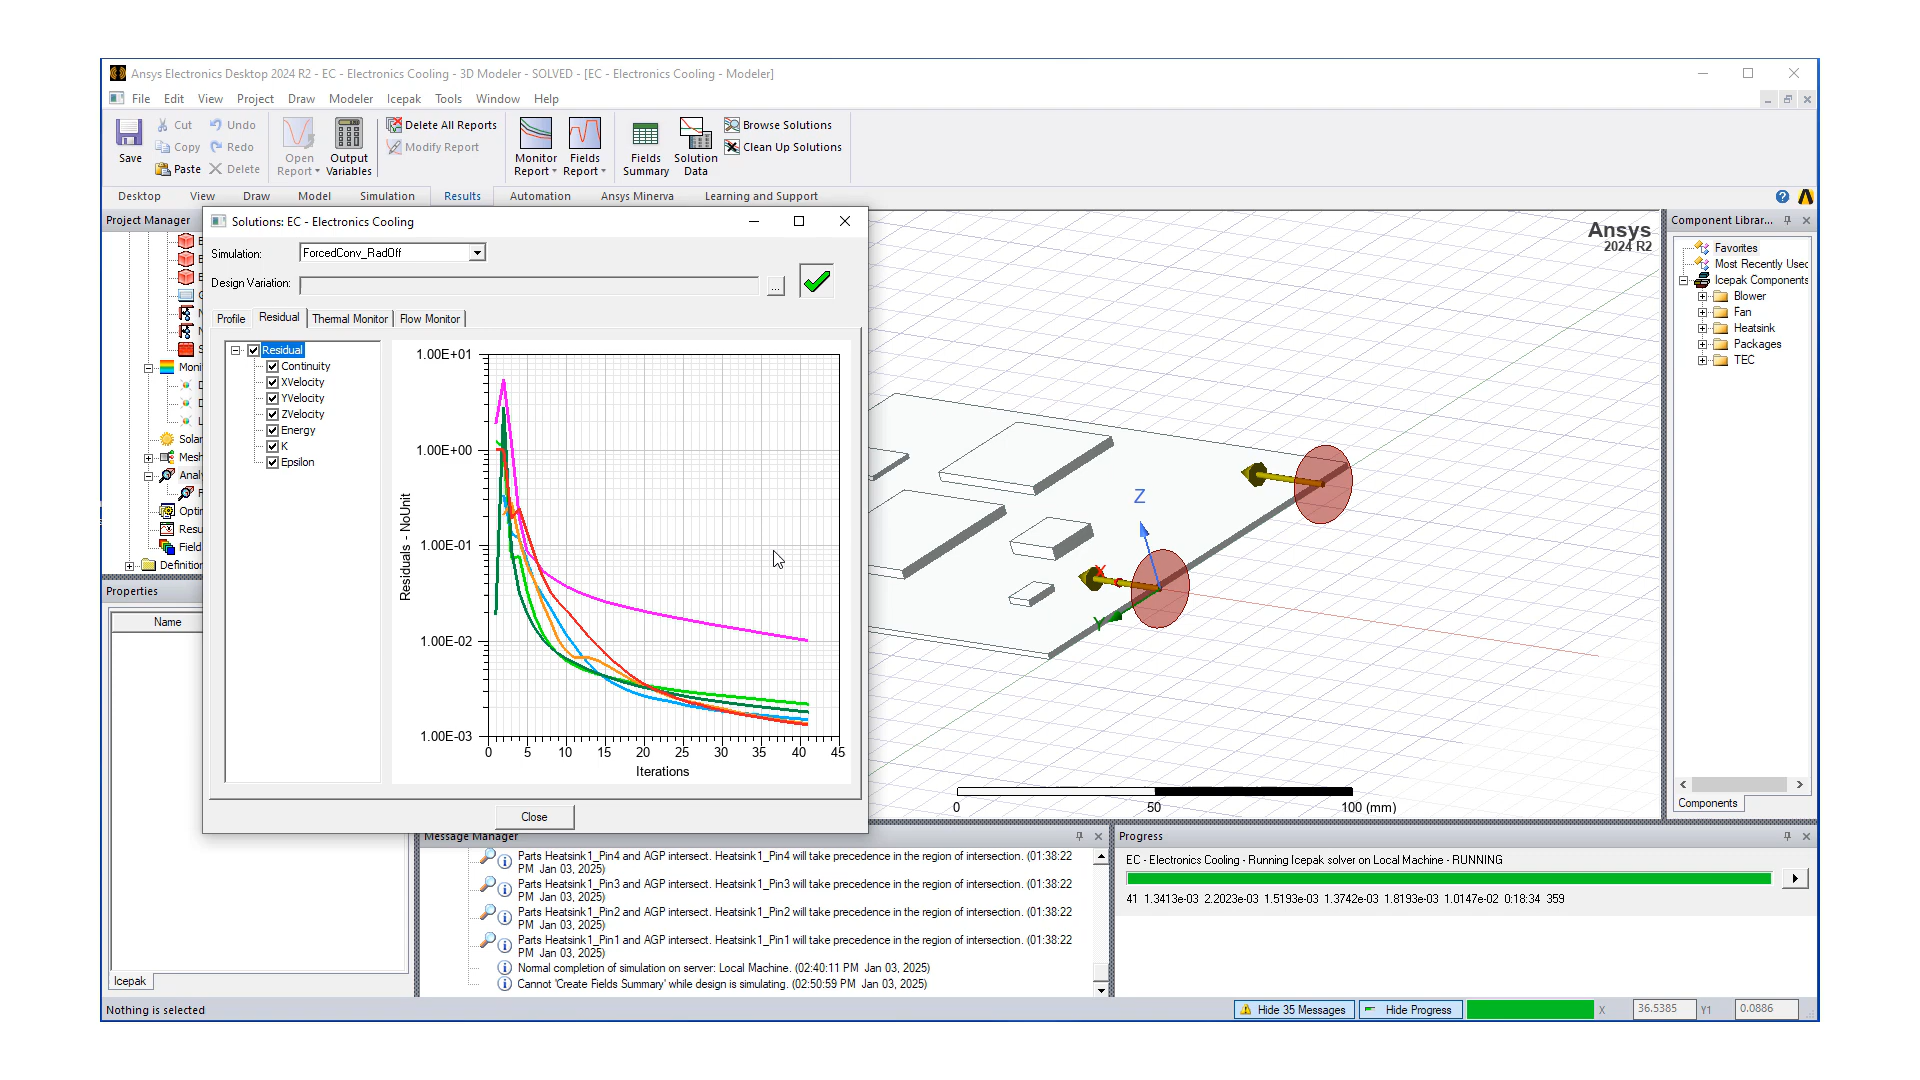 Ansys Electronics Desktop 2024 R2 - EC - Electronics Cooling - 3D Modeler - SOLVED - [EC - Electronics Cooling - Modeler]
File Edit View Project Draw Modeler Icepak Tools Window Help
Save
Cut
Copy
Paste
Undo
Redo
Delete
Open Report
Output Variables
Delete All Reports
Modify Report
Monitor Report
Fields Report
Fields Summary
Solution Data
Browse Solutions
Clean Up Solutions
Desktop View Draw Model Simulation Results Automation Ansys Minerva Learning and Support
Project Manager
Moni
Solar
Mesh
Analy
Optin
Resu
Field
Definition
Properties
Name
Icepak
Solutions: EC - Electronics Cooling
Simulation: ForcedConv_RadOff
Design Variation:
...
Profile Residual Thermal Monitor Flow Monitor
Residual
Continuity
XVelocity
YVelocity
ZVelocity
Energy
K
Epsilon
1.00E+01
1.00E+00
1.00E-01
1.00E-02
1.00E-03
Residuals - NoUnit
0 5 10 15 20 25 30 35 40 45
Iterations
Close
Ansys
2024 R2
Z
X
Y
0 50 100 (mm)
Component Librar...
Favorites
Most Recently Used
Icepak Components
Blower
Fan
Heatsink
Packages
TEC
Components
Message Manager
Parts Heatsink1_Pin4 and AGP intersect. Heatsink1_Pin4 will take precedence in the region of intersection. (01:38:22
PM Jan 03, 2025)
Parts Heatsink1_Pin3 and AGP intersect. Heatsink1_Pin3 will take precedence in the region of intersection. (01:38:22
PM Jan 03, 2025)
Parts Heatsink1_Pin2 and AGP intersect. Heatsink1_Pin2 will take precedence in the region of intersection. (01:38:22
PM Jan 03, 2025)
Parts Heatsink1_Pin1 and AGP intersect. Heatsink1_Pin1 will take precedence in the region of intersection. (01:38:22
PM Jan 03, 2025)
Normal completion of simulation on server: Local Machine. (02:40:11 PM Jan 03, 2025)
Cannot 'Create Fields Summary' while design is simulating. (02:50:59 PM Jan 03, 2025)
Progress
EC - Electronics Cooling - Running Icepak solver on Local Machine - RUNNING
41 1.3413e-03 2.2023e-03 1.5193e-03 1.3742e-03 1.8193e-03 1.0147e-02 0:18:34 359
Nothing is selected
Hide 35 Messages
Hide Progress
X 36.5385 Y1 0.0886